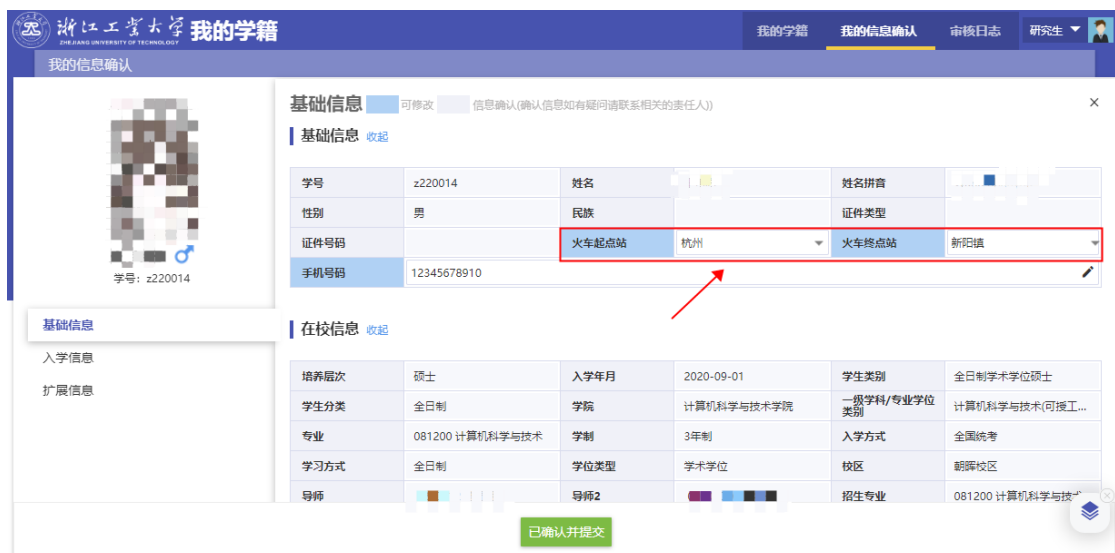 浙江工业大学 我的学籍 我的学籍 我的信息确认 审核日志 研究生
ZHEJIANG UNIVERSITY OF TECHNOLOGY
我的信息确认
基础信息 可修改 信息确认(确认信息如有疑问请联系相关的责任人))
基础信息 收起
学号 z220014 姓名 姓名拼音
性别 男 民族 证件类型
证件号码 火车起点站 杭州 火车终点站 新阳镇
手机号码 12345678910
学号: z220014
基础信息
入学信息
扩展信息
在校信息 收起
培养层次 硕士 入学年月 2020-09-01 学生类别 全日制学术学位硕士
学生分类 全日制 学院 计算机科学与技术学院 一级学科/专业学位类别 计算机科学与技术(可授工...
专业 081200 计算机科学与技术 学制 3年制 入学方式 全国统考
学习方式 全日制 学位类型 学术学位 校区 朝晖校区
导师 导师2 招生专业 081200 计算机科学与技术
已确认并提交